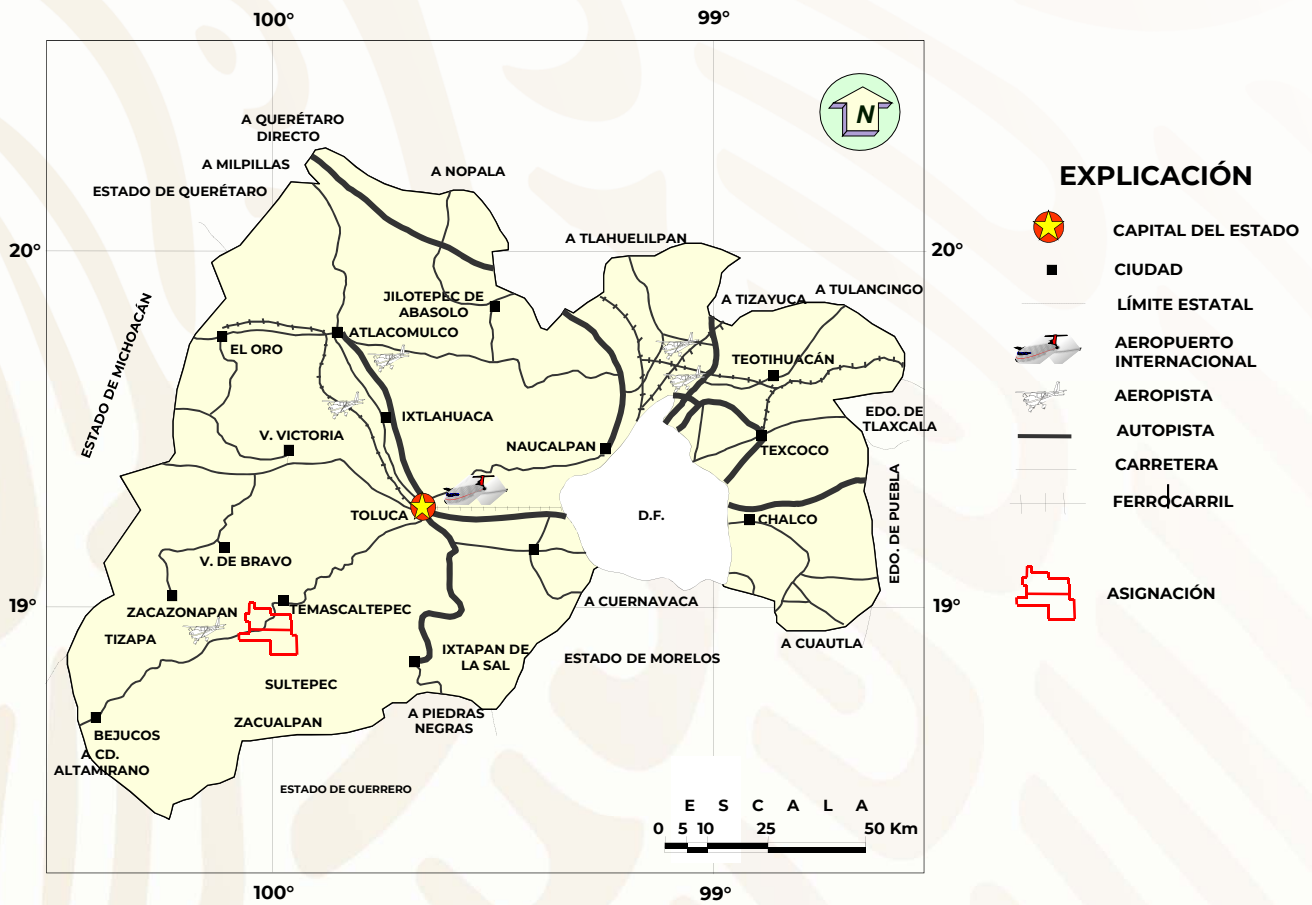 100°
99°
A QUERÉTARO
DIRECTO
A MILPILLAS
A NOPALA
ESTADO DE QUERÉTARO
N
20°
20°
A TLAHUELILPAN
A TIZAYUCA
A TULANCINGO
JILOTEPEC DE
ABASOLO
ATLACOMULCO
EL ORO
TEOTIHUACÁN
ESTADO DE MICHOACÁN
IXTLAHUACA
V. VICTORIA
NAUCALPAN
TEXCOCO
EDO. DE
TLAXCALA
TOLUCA
D.F.
CHALCO
EDO. DE PUEBLA
V. DE BRAVO
19°
19°
ZACAZONAPAN
TEMASCALTEPEC
A CUERNAVACA
TIZAPA
IXTAPAN DE
LA SAL
ESTADO DE MORELOS
A CUAUTLA
SULTEPEC
ZACUALPAN
A PIEDRAS
NEGRAS
BEJUCOS
A CD.
ALTAMIRANO
ESTADO DE GUERRERO
E S C A L A
0 5 10 25 50 Km
100°
99°
EXPLICACIÓN
CAPITAL DEL ESTADO
CIUDAD
LÍMITE ESTATAL
AEROPUERTO
INTERNACIONAL
AEROPISTA
AUTOPISTA
CARRETERA
FERROCARRIL
ASIGNACIÓN